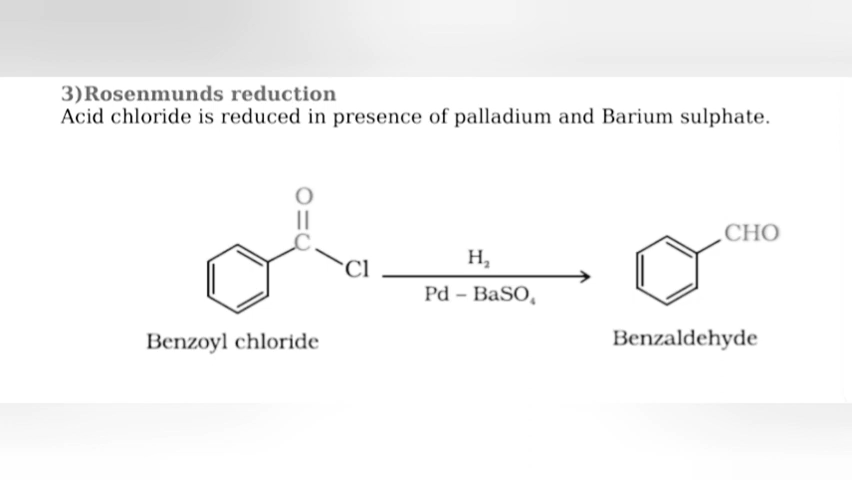 3)Rosenmunds reduction
Acid chloride is reduced in presence of palladium and Barium sulphate.
O
C
Cl
H₂
Pd – BaSO₄
CHO
Benzoyl chloride
Benzaldehyde